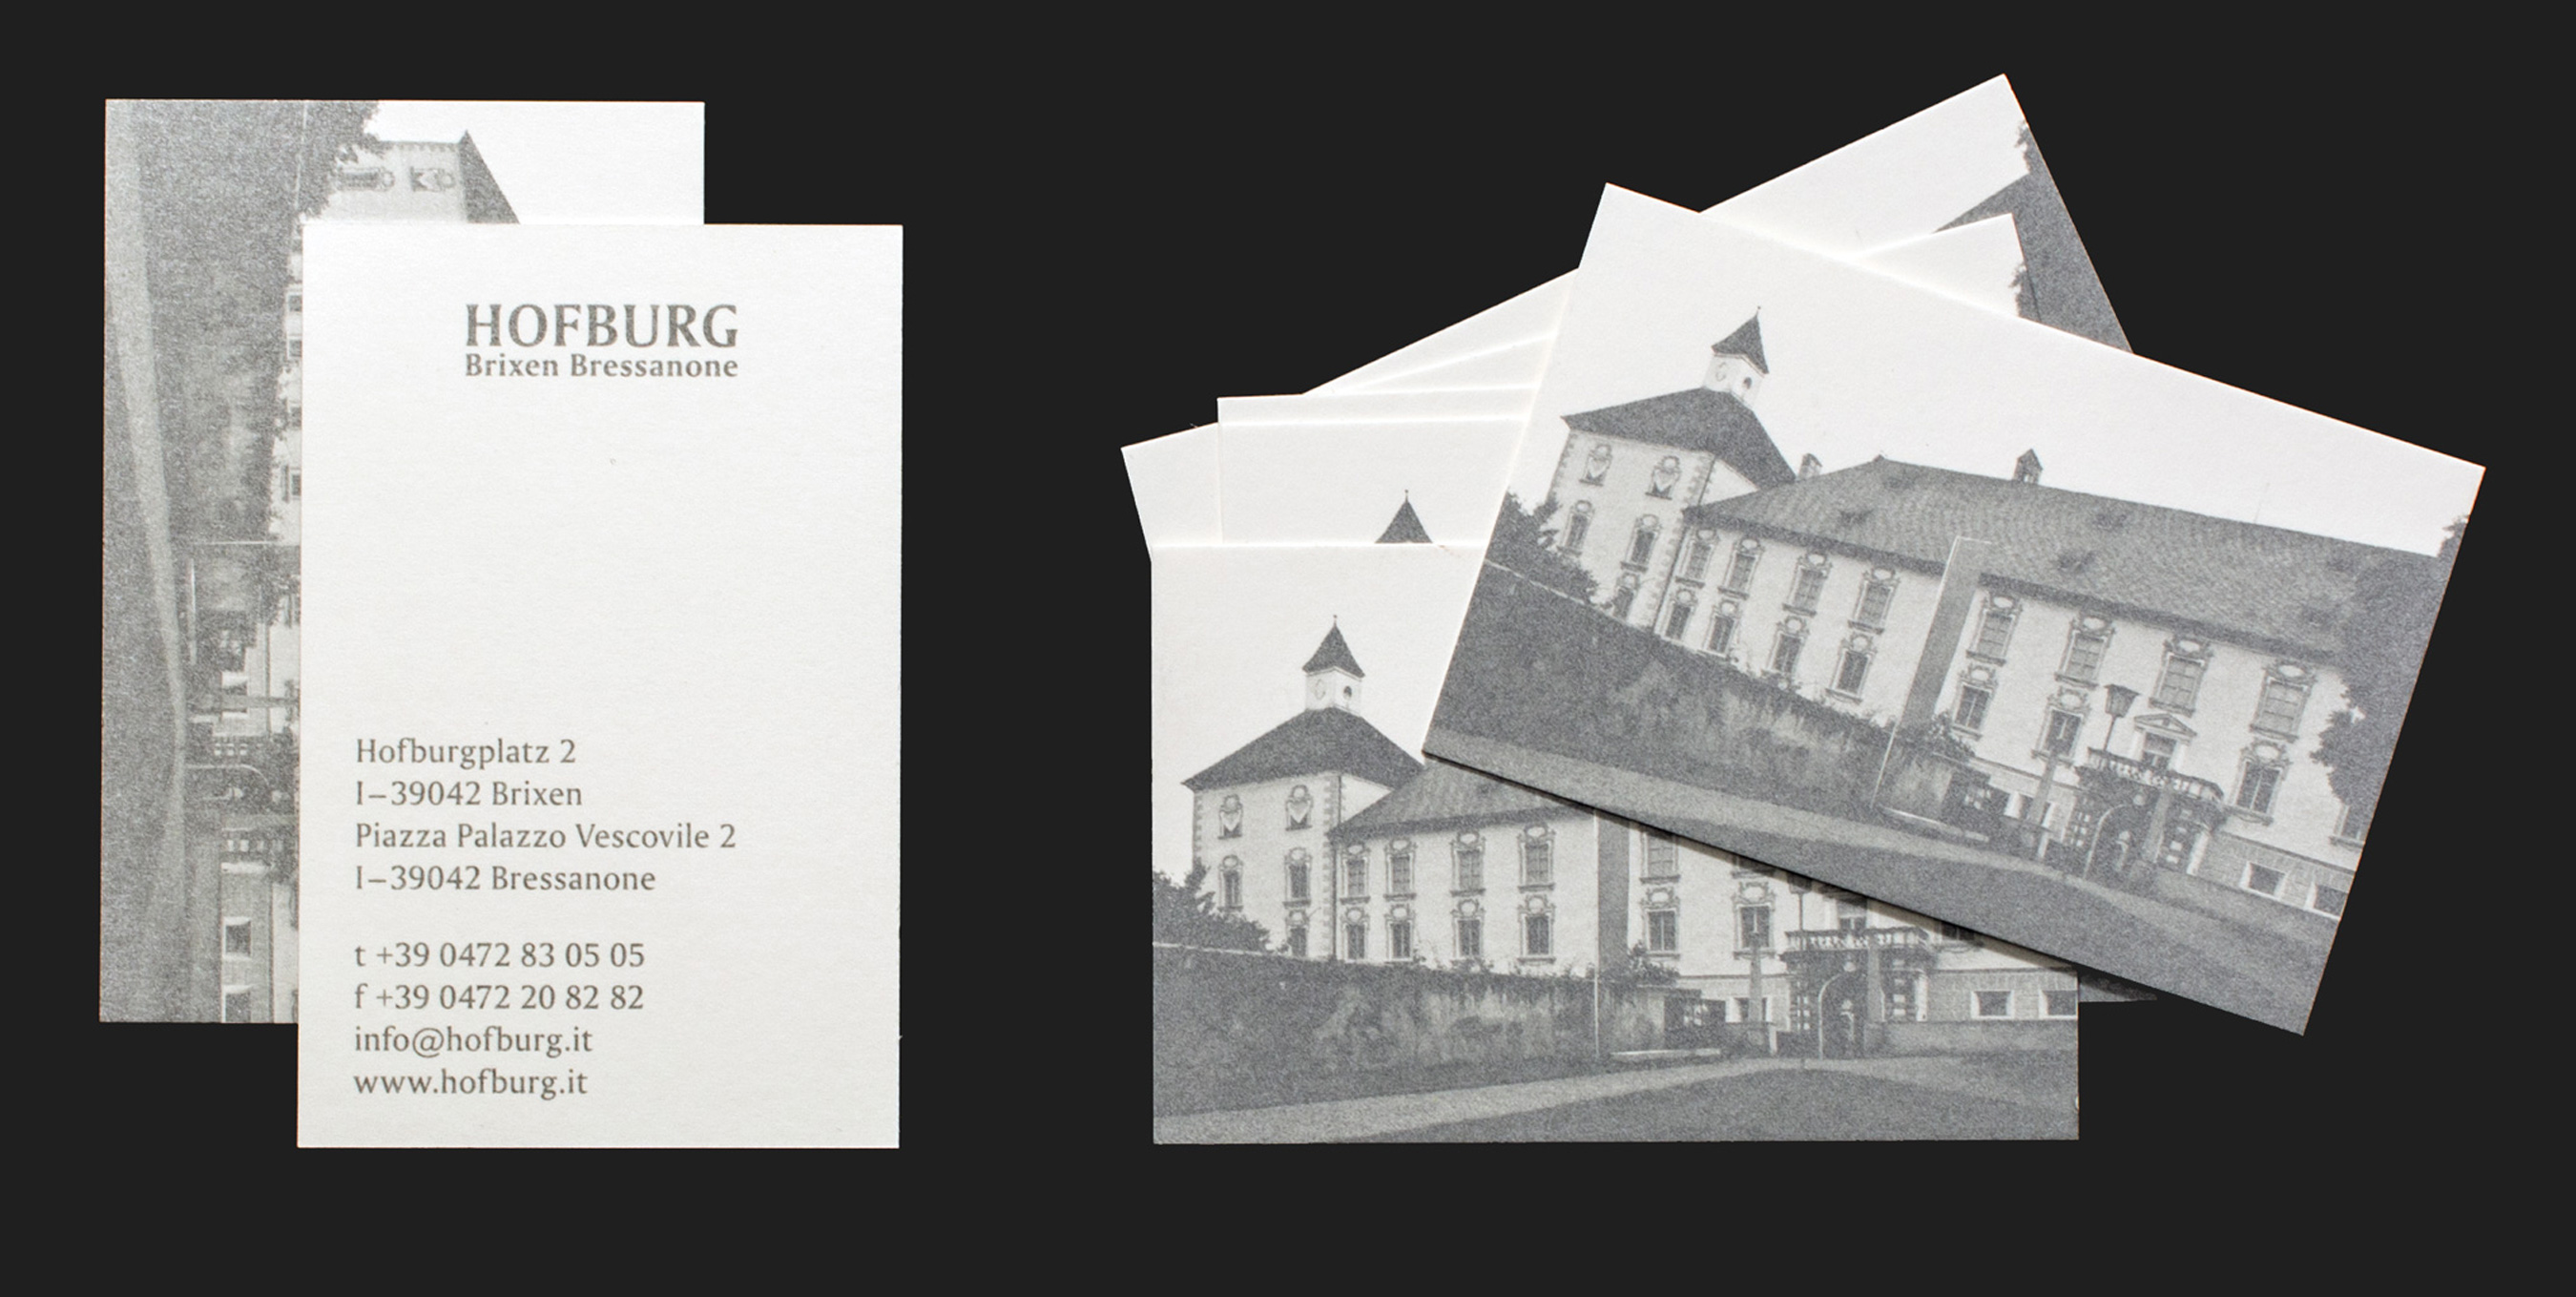 HOFBURG
Brixen Bressanone
Hofburgplatz 2
I–39042 Brixen
Piazza Palazzo Vescovile 2
I–39042 Bressanone
t +39 0472 83 05 05
f +39 0472 20 82 82
info@hofburg.it
www.hofburg.it